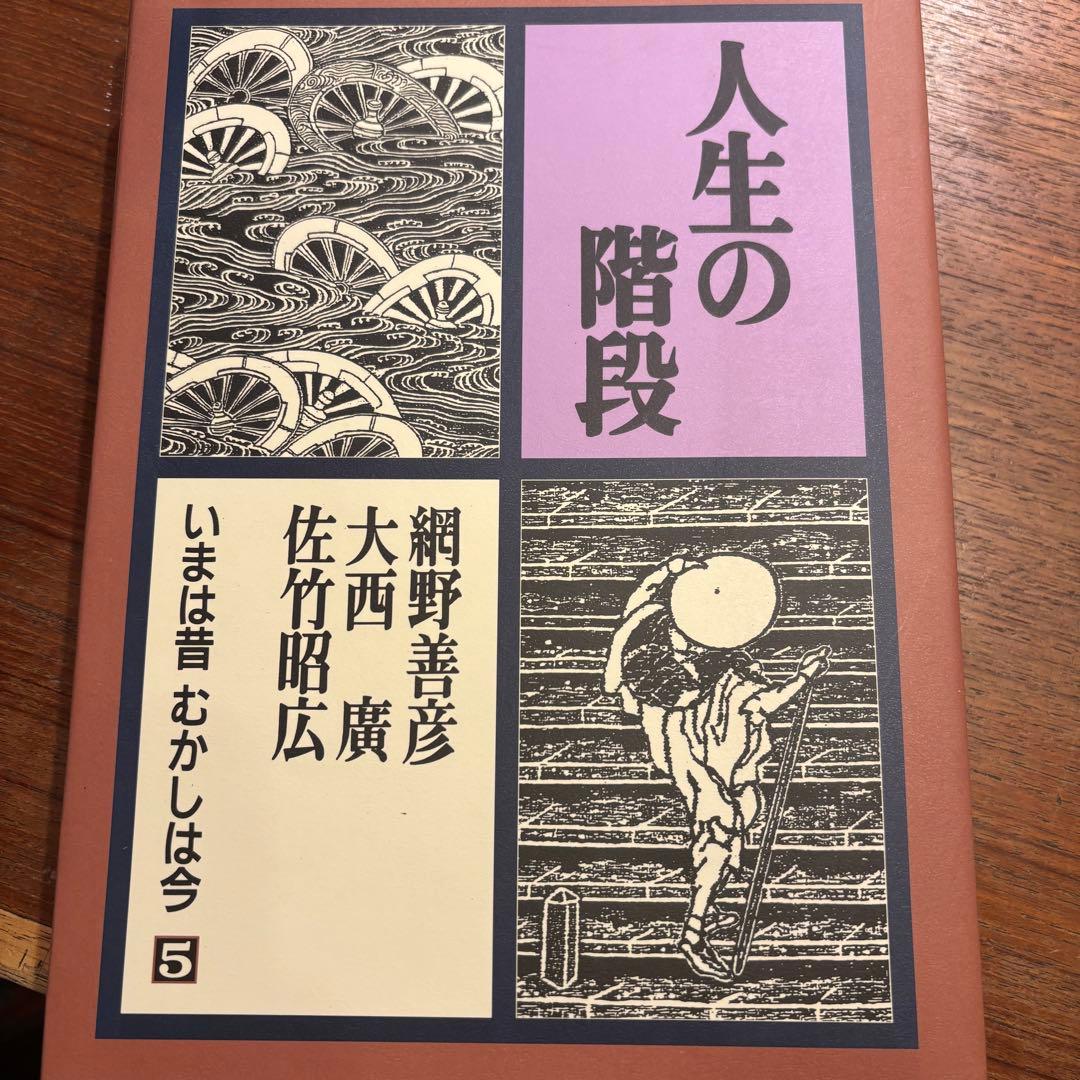 人生の
階段
網野善彦
大西 廣
佐竹昭広
いまは昔 むかしは今
5